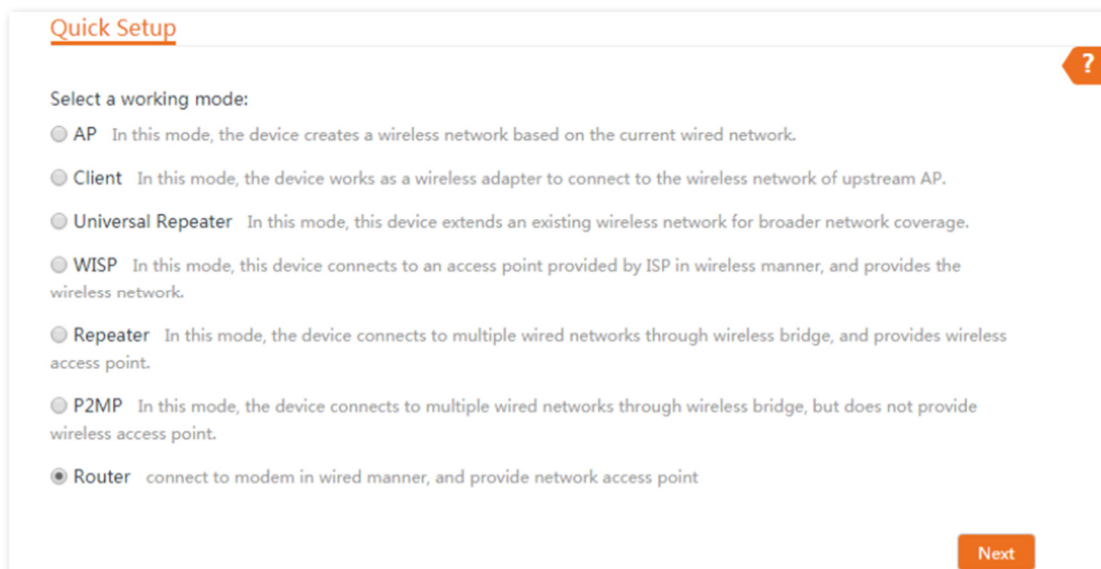 Quick Setup
?
Select a working mode:
AP In this mode, the device creates a wireless network based on the current wired network.
Client In this mode, the device works as a wireless adapter to connect to the wireless network of upstream AP.
Universal Repeater In this mode, this device extends an existing wireless network for broader network coverage.
WISP In this mode, this device connects to an access point provided by ISP in wireless manner, and provides the
wireless network.
Repeater In this mode, the device connects to multiple wired networks through wireless bridge, and provides wireless
access point.
P2MP In this mode, the device connects to multiple wired networks through wireless bridge, but does not provide
wireless access point.
Router connect to modem in wired manner, and provide network access point
Next